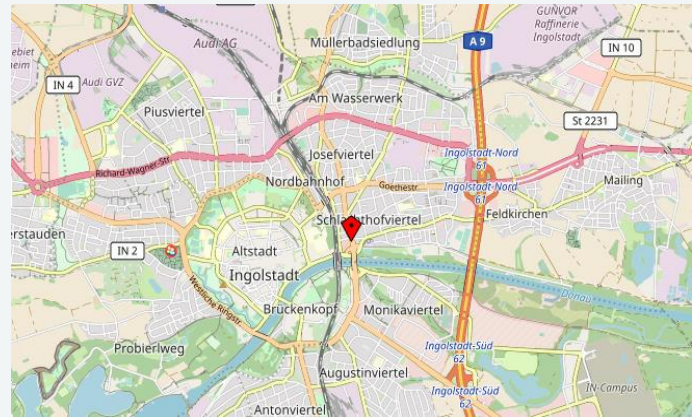 Audi AG
GUNVOR
Raffinerie
Ingolstadt
Müllerbadsiedlung
A 9
IN 10
IN 4
Audi GVZ
Piusviertel
Am Wasserwerk
St 2231
Josefviertel
Ingolstadt-Nord
61
Richard-Wagner-Str.
Nordbahnhof
Goethestr.
Ingolstadt-Nord
61
Mailing
Schlachthofviertel
Feldkirchen
erstauden
IN 2
Altstadt
Ingolstadt
Westliche Ringstr.
Donau
Brückenkopf
Monikaviertel
Probierlweg
Ingolstadt-Süd
62
Augustinviertel
Ingolstadt-Süd
62
IN-Campus
Antonviertel